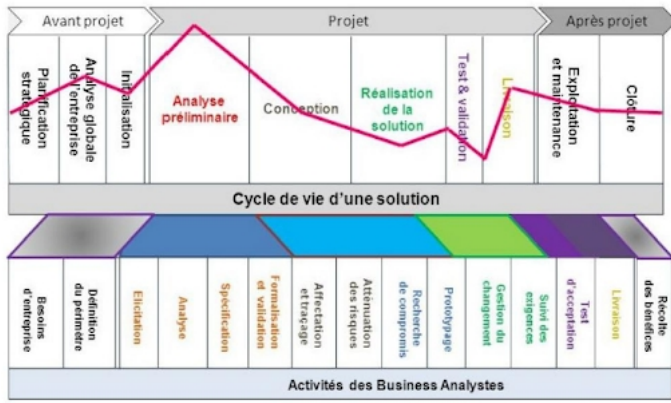 Avant projet
Projet
Après projet
Planification
stratégique
Analyse globale
de l'entreprise
Initialisation
Analyse
préliminaire
Conception
Réalisation
de la
solution
Test & validation
Livraison
Exploitation
et maintenance
Clôture
Cycle de vie d'une solution
Besoins
d'entreprise
Définition
du périmètre
Elicitation
Analyse
Spécification
Formalisation
et validation
Affectation
et traçage
Atténuation
des risques
Recherche
de compromis
Prototypage
Gestion du
changement
Suivi des
exigences
Test
d'acceptation
Livraison
Récolte
des bénéfices
Activités des Business Analystes